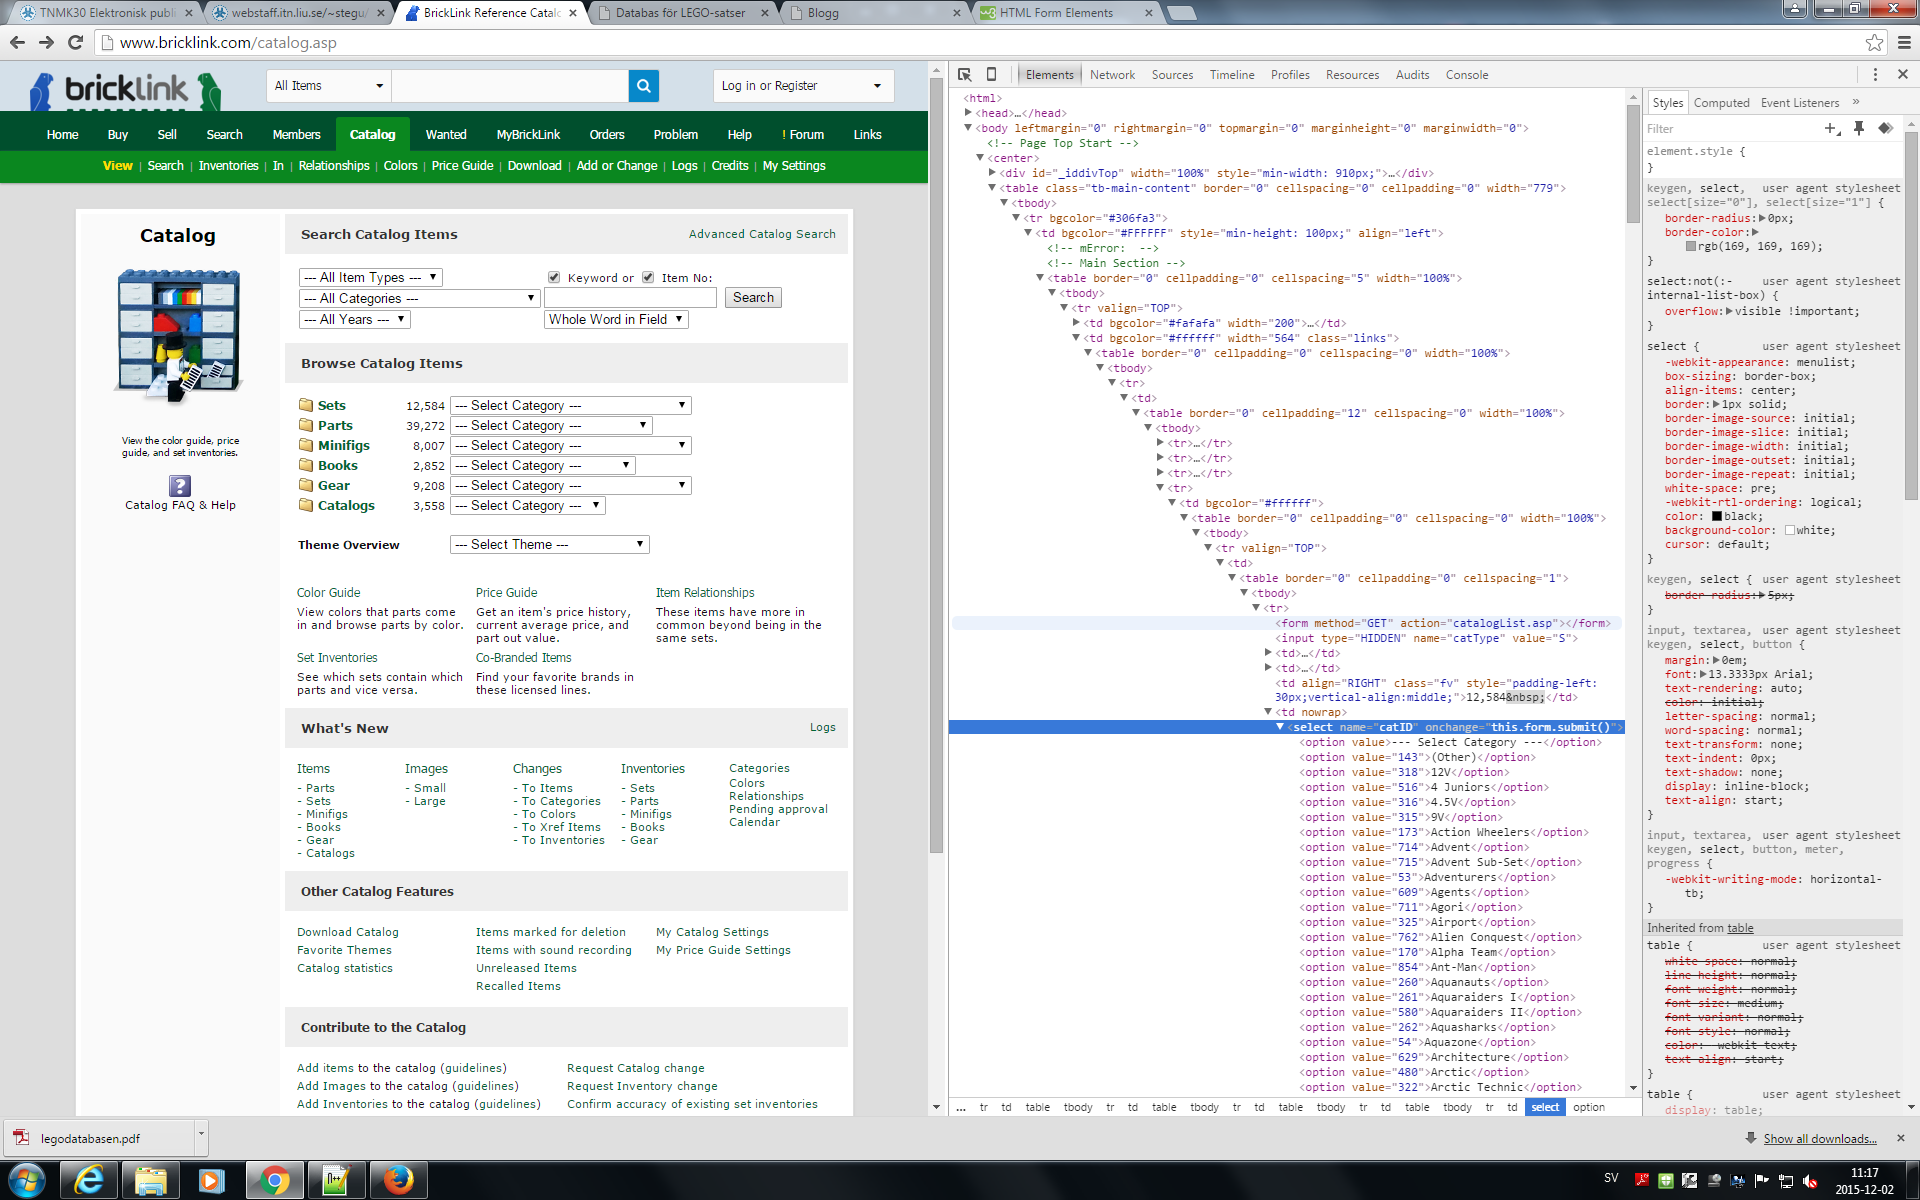 TNMK30 Elektronisk publi
webstaff.itn.liu.se/~stegu/
BrickLink Reference Catalo
Databas för LEGO-satser
Blogg
HTML Form Elements
www.bricklink.com/catalog.asp
bricklink
All Items
Log in or Register
Home Buy Sell Search Members Catalog Wanted MyBrickLink Orders Problem Help ! Forum Links
View | Search | Inventories | In | Relationships | Colors | Price Guide | Download | Add or Change | Logs | Credits | My Settings
Catalog
View the color guide, price
guide, and set inventories.
?
Catalog FAQ & Help
Search Catalog Items
Advanced Catalog Search
--- All Item Types ---
Keyword or Item No:
--- All Categories ---
Search
--- All Years ---
Whole Word in Field
Browse Catalog Items
Sets 12,584 --- Select Category ---
Parts 39,272 --- Select Category ---
Minifigs 8,007 --- Select Category ---
Books 2,852 --- Select Category ---
Gear 9,208 --- Select Category ---
Catalogs 3,558 --- Select Category ---
Theme Overview --- Select Theme ---
Color Guide
View colors that parts come
in and browse parts by color.
Price Guide
Get an item's price history,
current average price, and
part out value.
Item Relationships
These items have more in
common beyond being in the
same sets.
Set Inventories
See which sets contain which
parts and vice versa.
Co-Branded Items
Find your favorite brands in
these licensed lines.
What's New
Logs
Items
- Parts
- Sets
- Minifigs
- Books
- Gear
- Catalogs
Images
- Small
- Large
Changes
- To Items
- To Categories
- To Colors
- To Xref Items
- To Inventories
Inventories
- Sets
- Parts
- Minifigs
- Books
- Gear
Categories
Colors
Relationships
Pending approval
Calendar
Other Catalog Features
Download Catalog
Favorite Themes
Catalog statistics
Items marked for deletion
Items with sound recording
Unreleased Items
Recalled Items
My Catalog Settings
My Price Guide Settings
Contribute to the Catalog
Add items to the catalog (guidelines)
Add Images to the catalog (guidelines)
Add Inventories to the catalog (guidelines)
Request Catalog change
Request Inventory change
Confirm accuracy of existing set inventories
Elements Network Sources Timeline Profiles Resources Audits Console
<html>
<head>…</head>
<body leftmargin="0" rightmargin="0" topmargin="0" marginheight="0" marginwidth="0">
<!-- Page Top Start -->
<center>
<div id="_iddivTop" width="100%" style="min-width: 910px;">…</div>
<table class="tb-main-content" border="0" cellspacing="0" cellpadding="0" width="779">
<tbody>
<tr bgcolor="#306fa3">
<td bgcolor="#FFFFFF" style="min-height: 100px;" align="left">
<!-- mError:  -->
<!-- Main Section -->
<table border="0" cellpadding="0" cellspacing="5" width="100%">
<tbody>
<tr valign="TOP">
<td bgcolor="#fafafa" width="200">…</td>
<td bgcolor="#ffffff" width="564" class="links">
<table border="0" cellpadding="0" cellspacing="0" width="100%">
<tbody>
<tr>
<td>
<table border="0" cellpadding="12" cellspacing="0" width="100%">
<tbody>
<tr>…</tr>
<tr>…</tr>
<tr>…</tr>
<tr>
<td bgcolor="#ffffff">
<table border="0" cellpadding="0" cellspacing="0" width="100%">
<tbody>
<tr valign="TOP">
<td>
<table border="0" cellpadding="0" cellspacing="1">
<tbody>
<tr>
<form method="GET" action="catalogList.asp"></form>
<input type="HIDDEN" name="catType" value="S">
<td>…</td>
<td>…</td>
<td align="RIGHT" class="fv" style="padding-left:
30px;vertical-align:middle;">12,584&nbsp;</td>
<td nowrap>
<select name="catID" onchange="this.form.submit()">
<option value>--- Select Category ---</option>
<option value="143">(Other)</option>
<option value="318">12V</option>
<option value="516">4 Juniors</option>
<option value="316">4.5V</option>
<option value="315">9V</option>
<option value="173">Action Wheelers</option>
<option value="714">Advent</option>
<option value="715">Advent Sub-Set</option>
<option value="53">Adventurers</option>
<option value="609">Agents</option>
<option value="711">Agori</option>
<option value="325">Airport</option>
<option value="762">Alien Conquest</option>
<option value="170">Alpha Team</option>
<option value="854">Ant-Man</option>
<option value="260">Aquanauts</option>
<option value="261">Aquaraiders I</option>
<option value="580">Aquaraiders II</option>
<option value="262">Aquasharks</option>
<option value="54">Aquazone</option>
<option value="629">Architecture</option>
<option value="480">Arctic</option>
<option value="322">Arctic Technic</option>
... tr td table tbody tr td table tbody tr td table tbody tr td table tbody tr td select option
Styles Computed Event Listeners »
Filter
element.style {
}
keygen, select, user agent stylesheet
select[size="0"], select[size="1"] {
border-radius: 0px;
border-color:
rgb(169, 169, 169);
}
select:not(:- user agent stylesheet
internal-list-box) {
overflow: visible !important;
}
select { user agent stylesheet
-webkit-appearance: menulist;
box-sizing: border-box;
align-items: center;
border: 1px solid;
border-image-source: initial;
border-image-slice: initial;
border-image-width: initial;
border-image-outset: initial;
border-image-repeat: initial;
white-space: pre;
-webkit-rtl-ordering: logical;
color: black;
background-color: white;
cursor: default;
}
keygen, select { user agent stylesheet
border-radius: 5px;
}
input, textarea, user agent stylesheet
keygen, select, button {
margin: 0em;
font: 13.3333px Arial;
text-rendering: auto;
color: initial;
letter-spacing: normal;
word-spacing: normal;
text-transform: none;
text-indent: 0px;
text-shadow: none;
display: inline-block;
text-align: start;
}
input, textarea, user agent stylesheet
keygen, select, button, meter,
progress {
-webkit-writing-mode: horizontal-
tb;
}
Inherited from table
table { user agent stylesheet
white-space: normal;
line-height: normal;
font-weight: normal;
font-size: medium;
font-variant: normal;
font-style: normal;
color: -webkit-text;
text-align: start;
}
table { user agent stylesheet
display: table;
legodatabasen.pdf
Show all downloads...
SV
11:17
2015-12-02